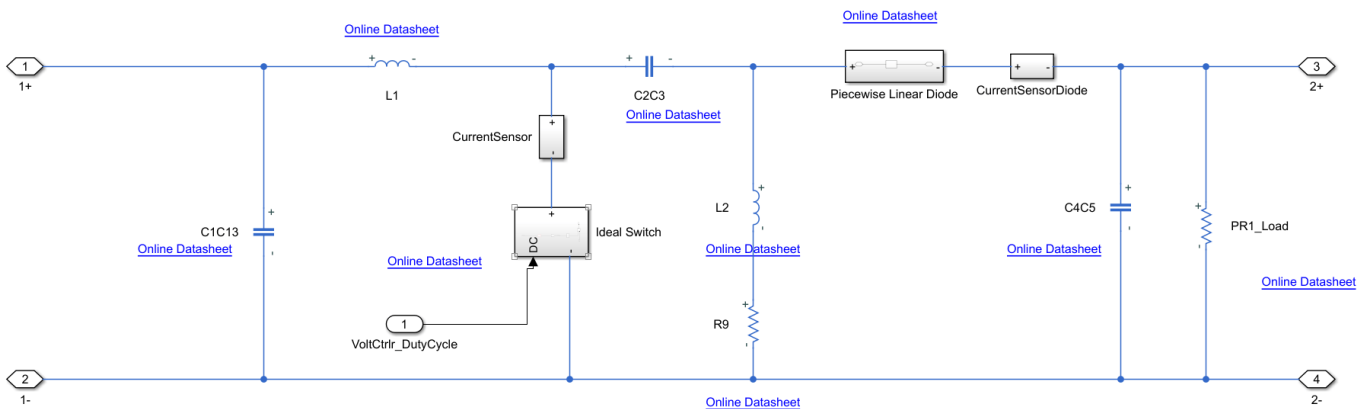 Online Datasheet
Online Datasheet
1
1+
+
-
L1
+
-
C2C3
Online Datasheet
+
-
Piecewise Linear Diode
+
-
CurrentSensorDiode
3
2+
CurrentSensor
+
-
C1C13
+
-
Online Datasheet
+
DC
-
Ideal Switch
Online Datasheet
L2
+
-
Online Datasheet
C4C5
+
-
Online Datasheet
+
-
PR1_Load
Online Datasheet
1
VoltCtrlr_DutyCycle
R9
+
-
2
1-
4
2-
Online Datasheet